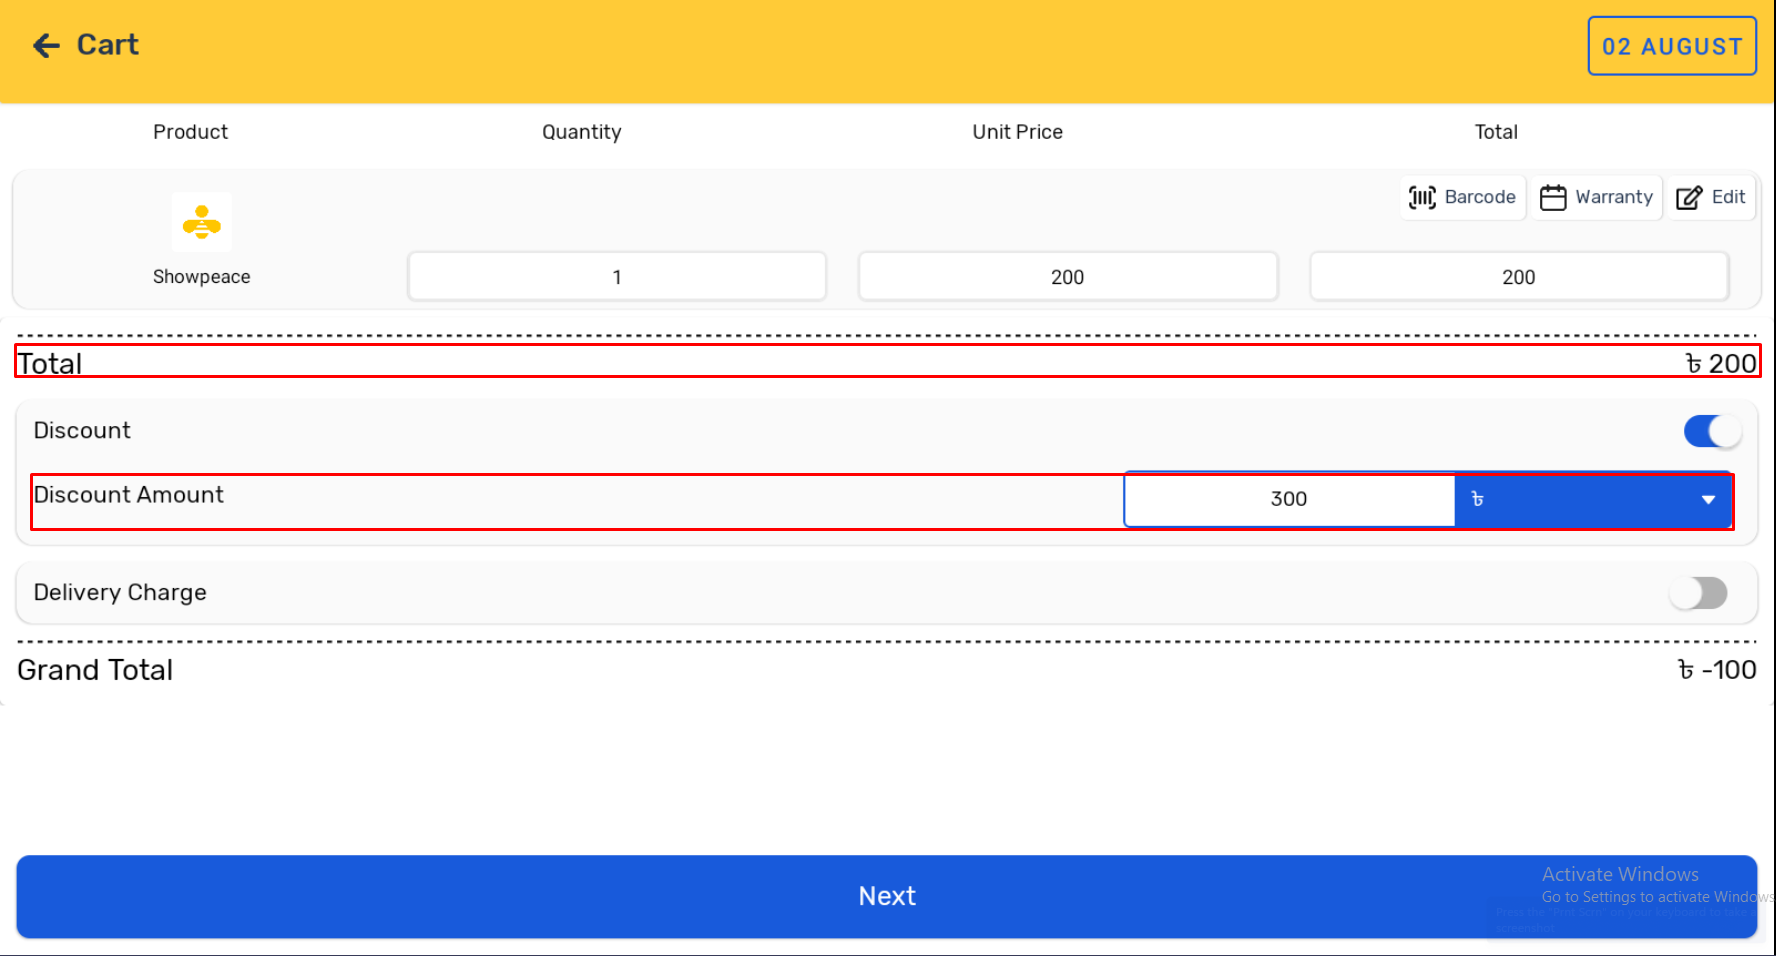 Cart
02 AUGUST
Product Quantity Unit Price Total
Barcode Warranty Edit
Showpeace 1 200 200
Total ৳ 200
Discount
Discount Amount 300 ৳
Delivery Charge
Grand Total ৳ -100
Next
Activate Windows
Go to Settings to activate Windows